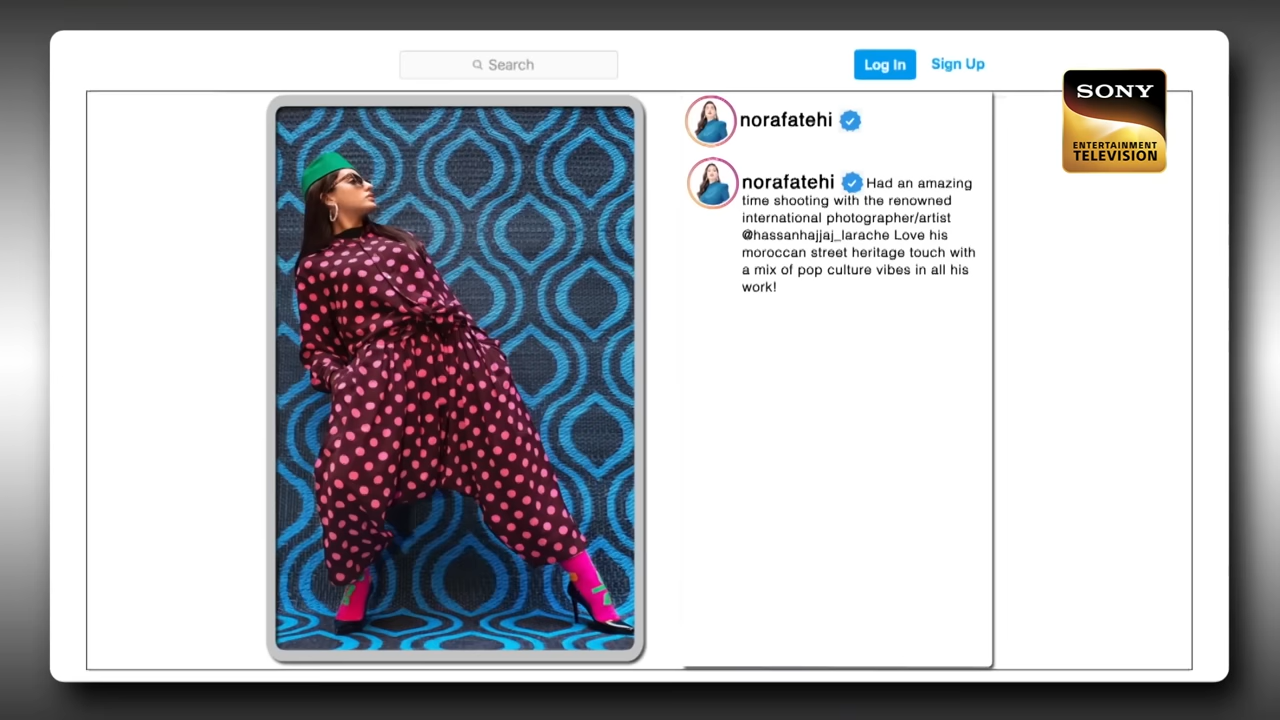 Search
Log In
Sign Up
SONY
ENTERTAINMENT
TELEVISION
norafatehi
norafatehi Had an amazing
time shooting with the renowned
international photographer/artist
@hassanhajjaj_larache Love his
moroccan street heritage touch with
a mix of pop culture vibes in all his
work!